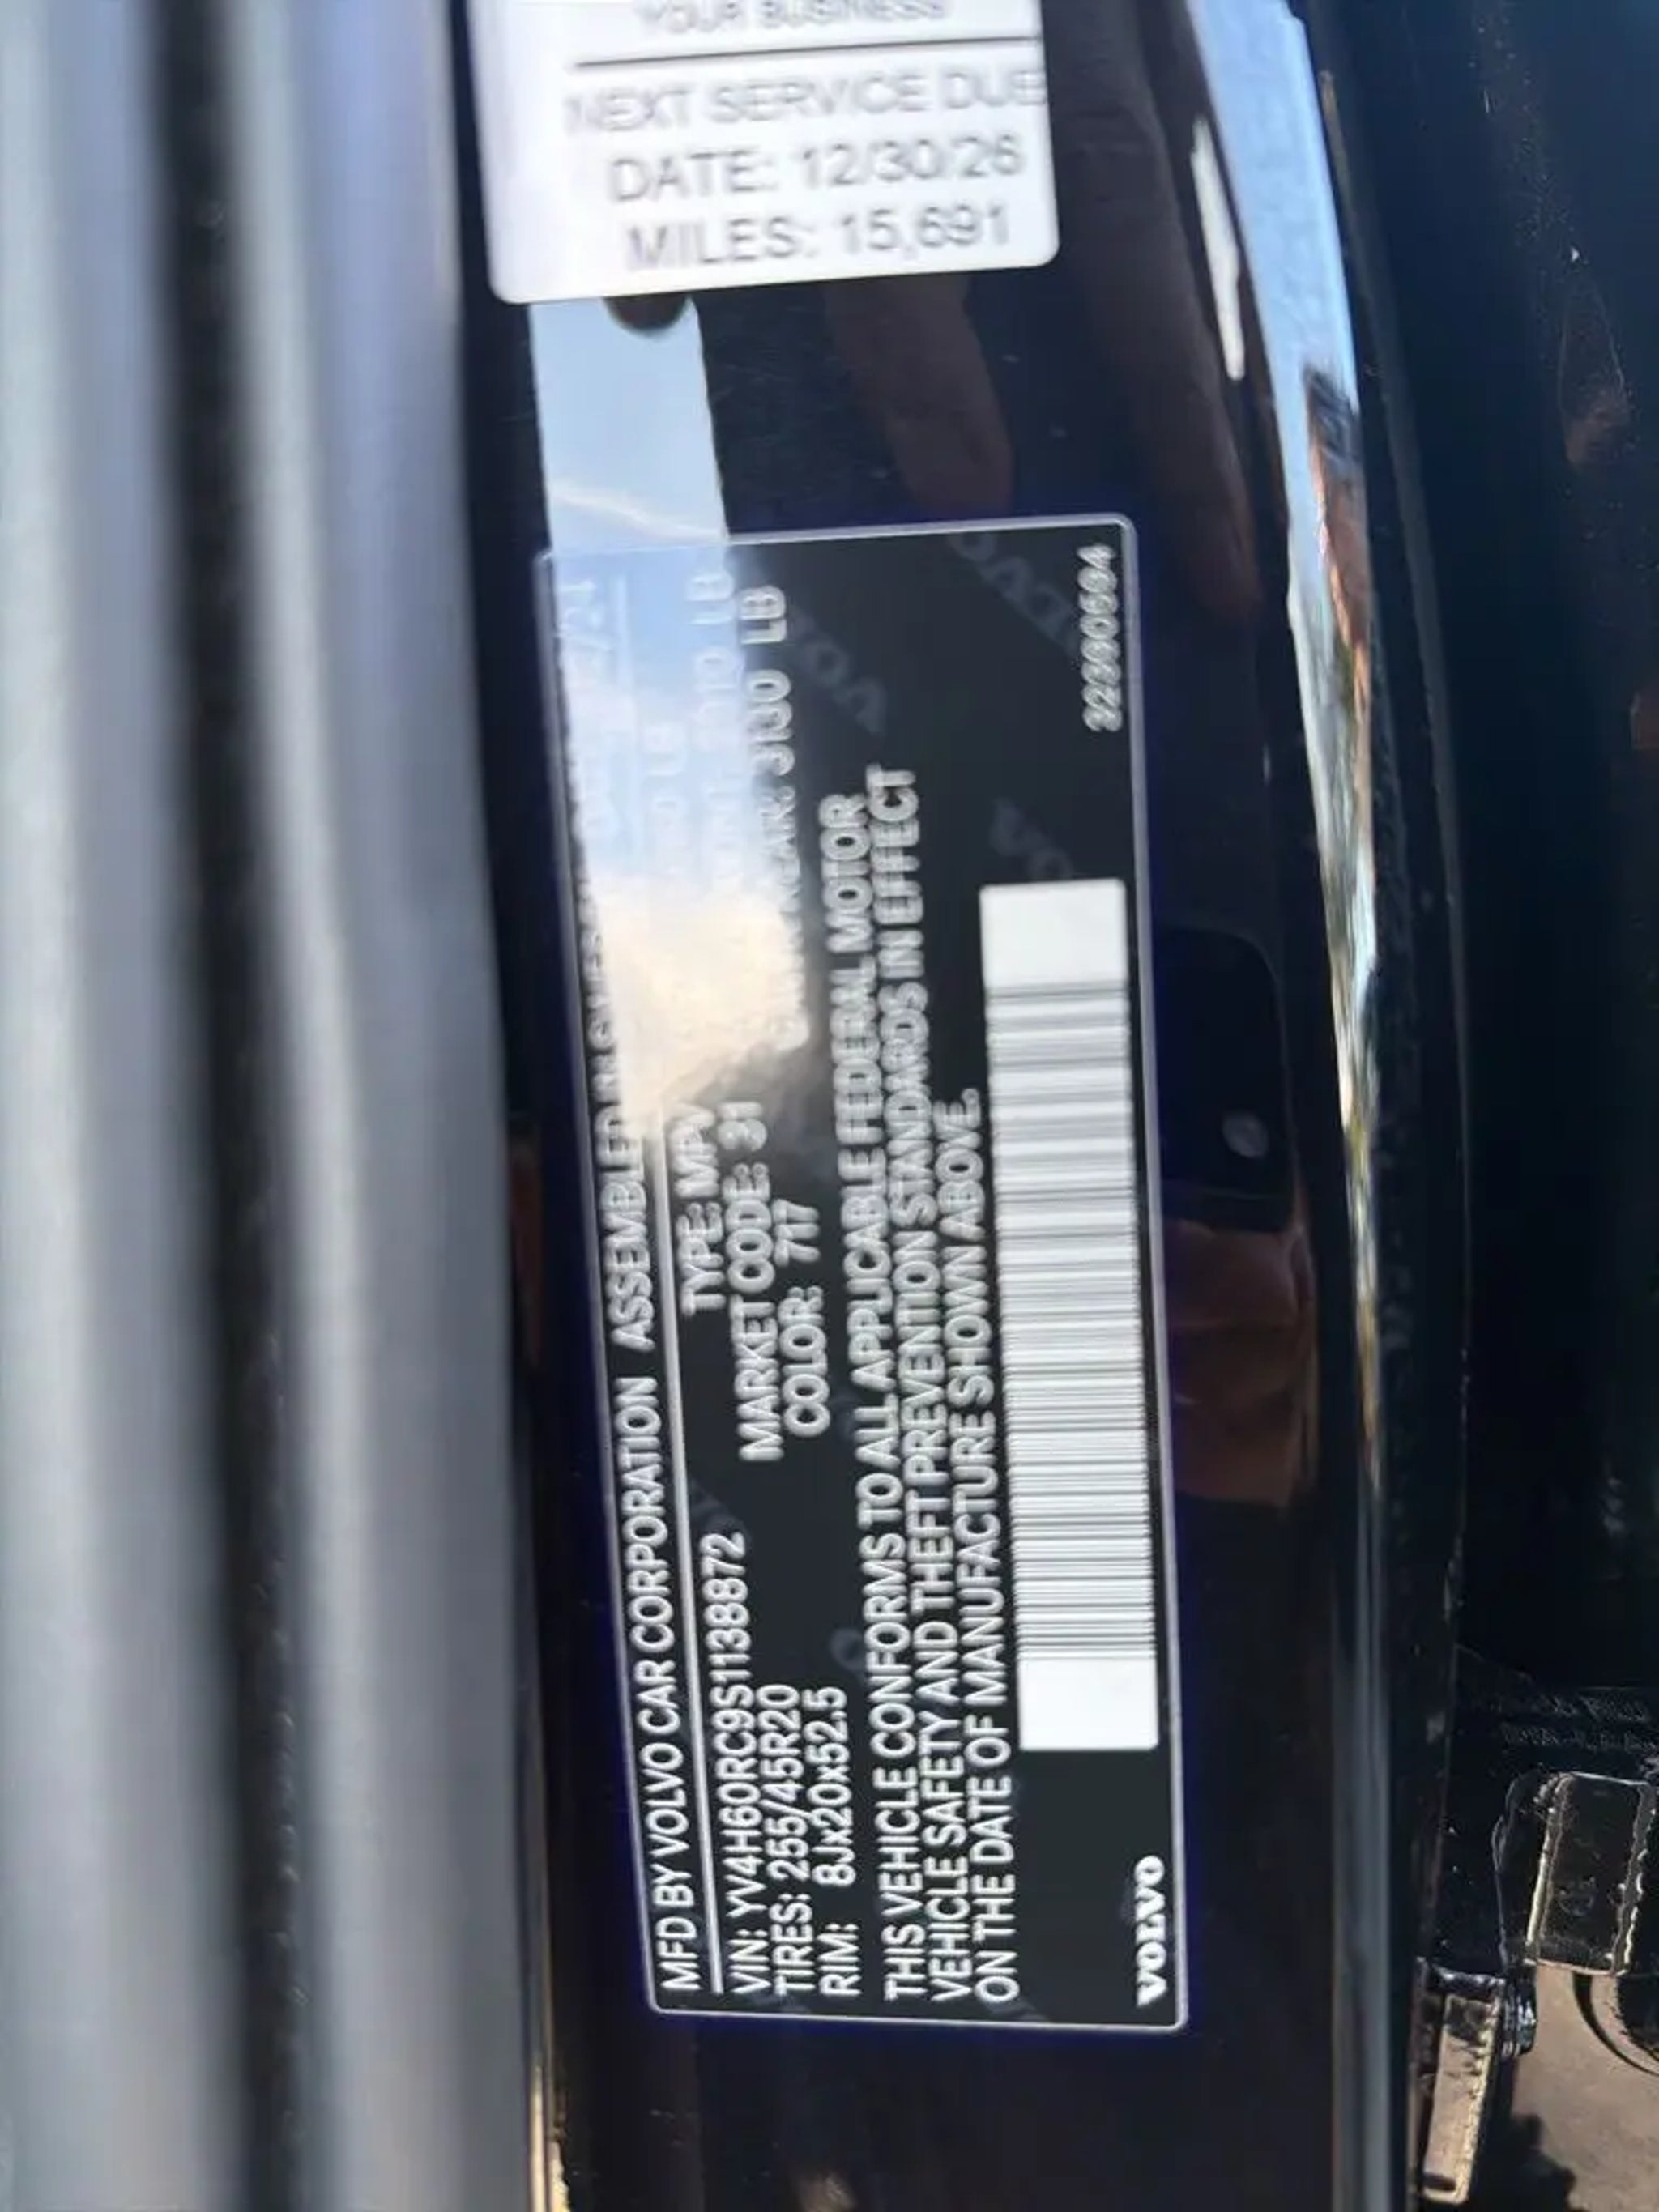 YOUR BUSINESS
NEXT SERVICE DUE
DATE: 12/30/26
MILES: 15,691
MFD BY VOLVO CAR CORPORATION ASSEMBLED
VIN: YV4H60RC9S1138872 TYPE: MPV
TIRES: 255/45R20 MARKET CODE: 31 LB
RIM: 8Jx20x52.5 COLOR: 717 REAR: 3130 LB
THIS VEHICLE CONFORMS TO ALL APPLICABLE FEDERAL MOTOR
VEHICLE SAFETY AND THEFT PREVENTION STANDARDS IN EFFECT
ON THE DATE OF MANUFACTURE SHOWN ABOVE.
VOLVO